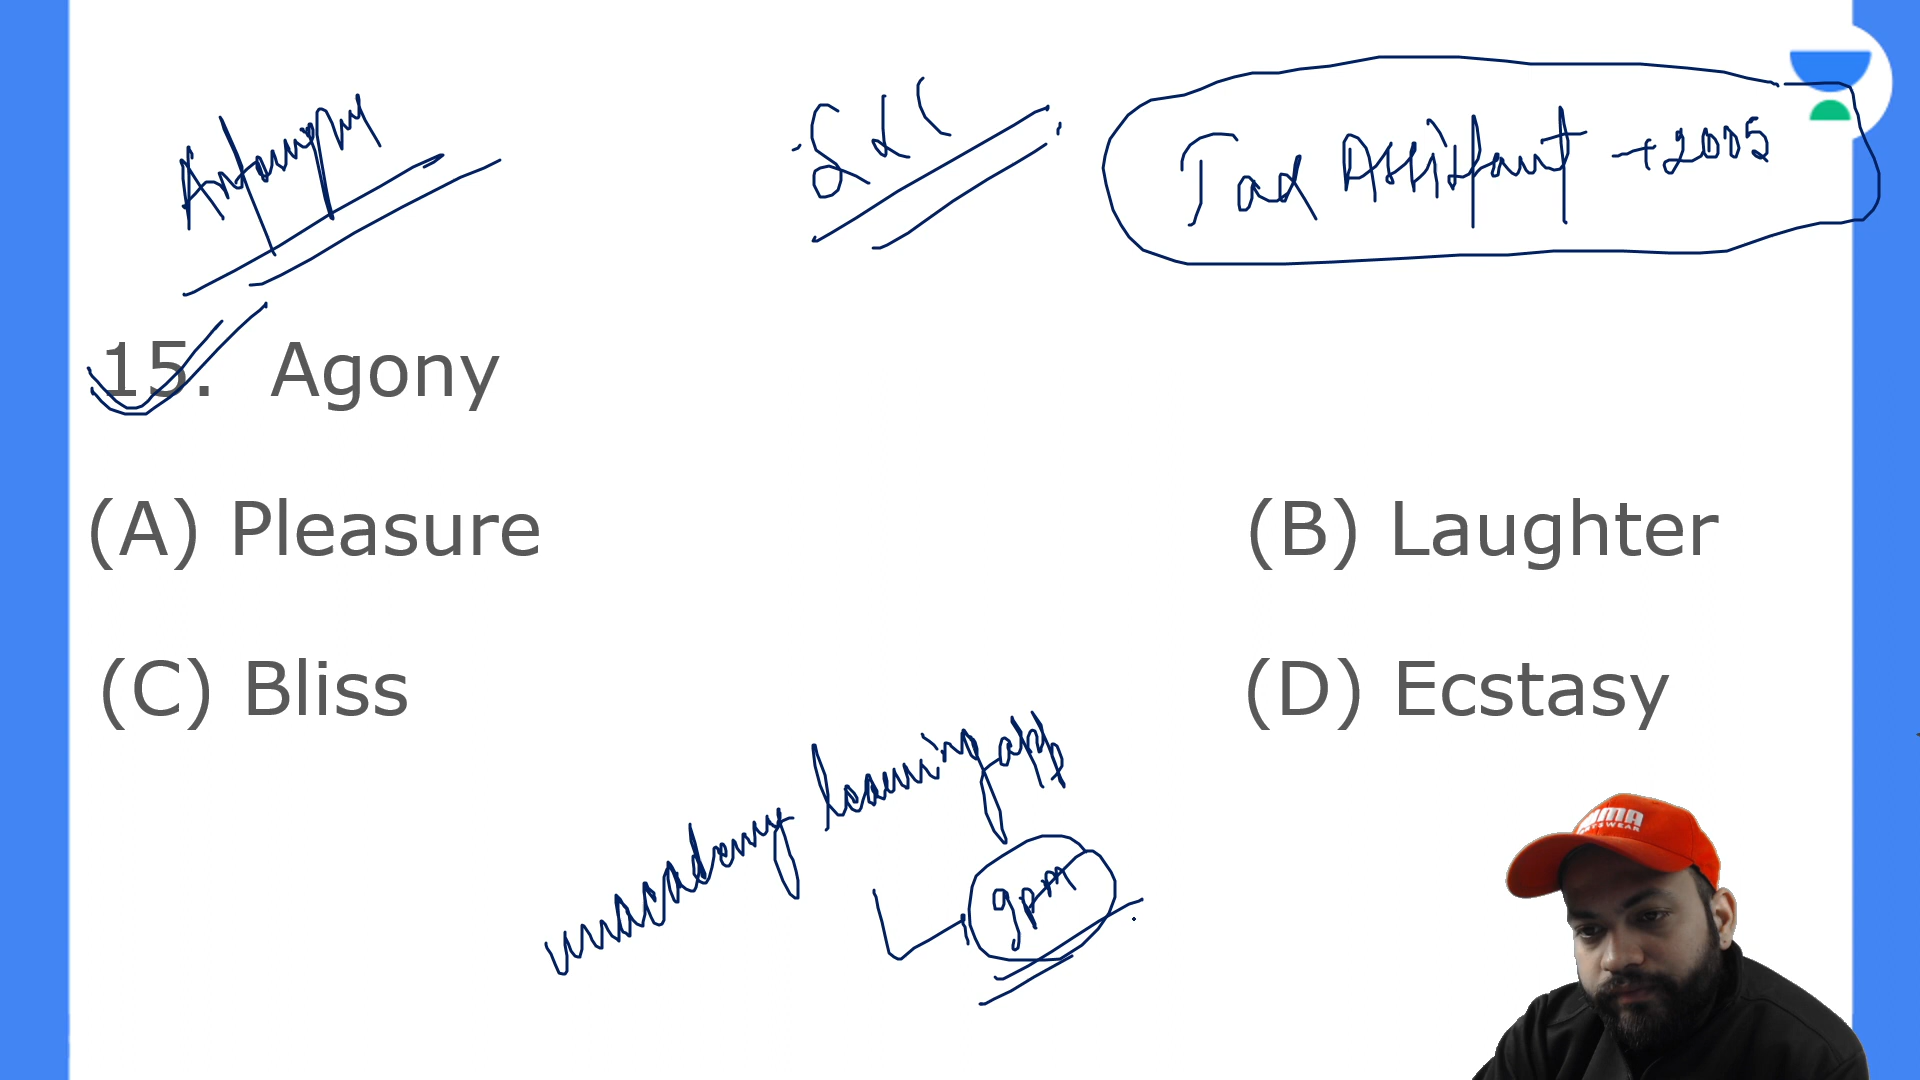 Antonym
SSC
Tax Assistant → 2005
15. Agony
(A) Pleasure
(B) Laughter
(C) Bliss
(D) Ecstasy
unacademy learning app
9pm